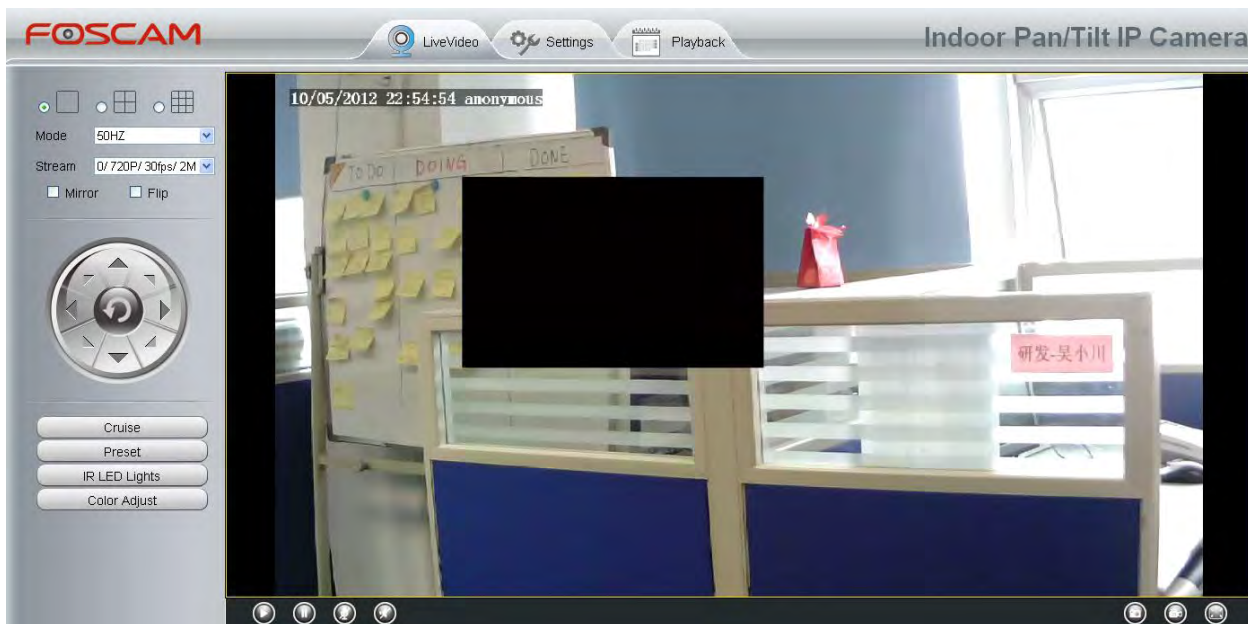 FOSCAM
LiveVideo
Settings
Playback
Indoor Pan/Tilt IP Camera
Mode
50HZ
Stream
0/ 720P/ 30fps/ 2M
Mirror
Flip
Cruise
Preset
IR LED Lights
Color Adjust
10/05/2012 22:54:54 anonymous
TO DO
DOING
DONE
研发-吴小川